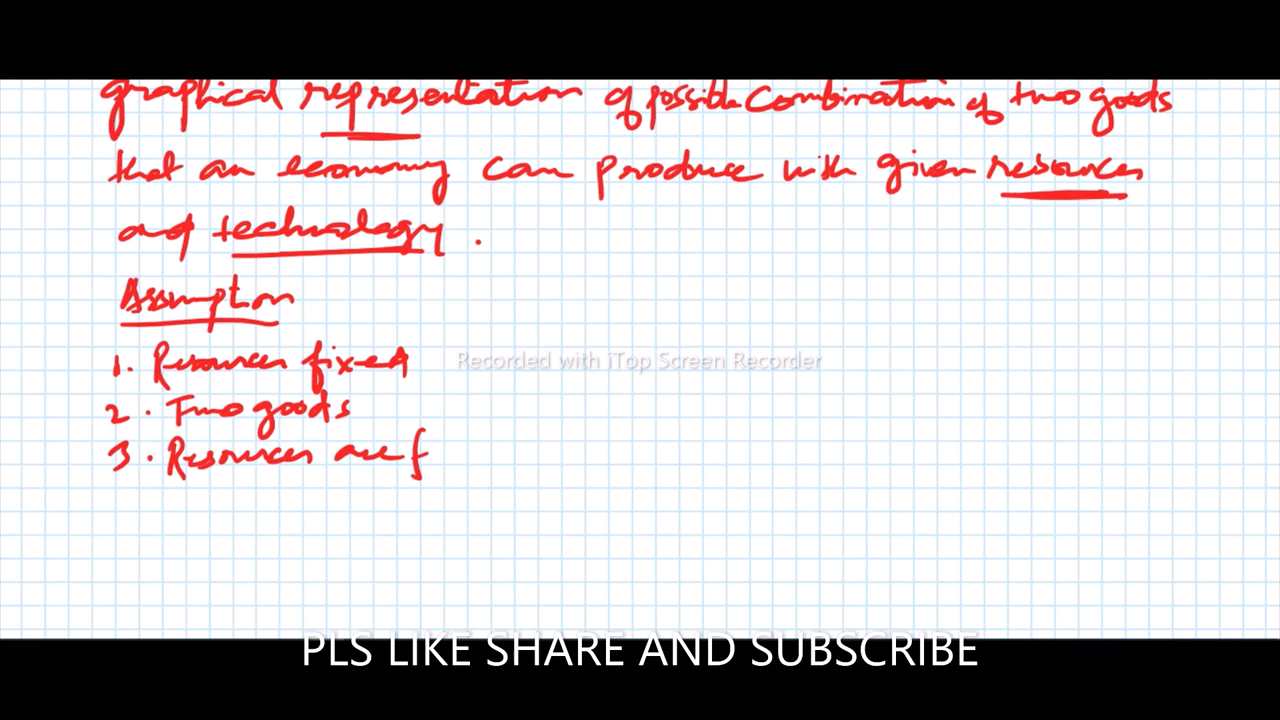 graphical representation of possible combination of two goods
that an economy can produce with given resources
and technology.
Assumption
1. Resources fixed
Recorded with iTop Screen Recorder
2. Two goods
3. Resources are f
PLS LIKE SHARE AND SUBSCRIBE